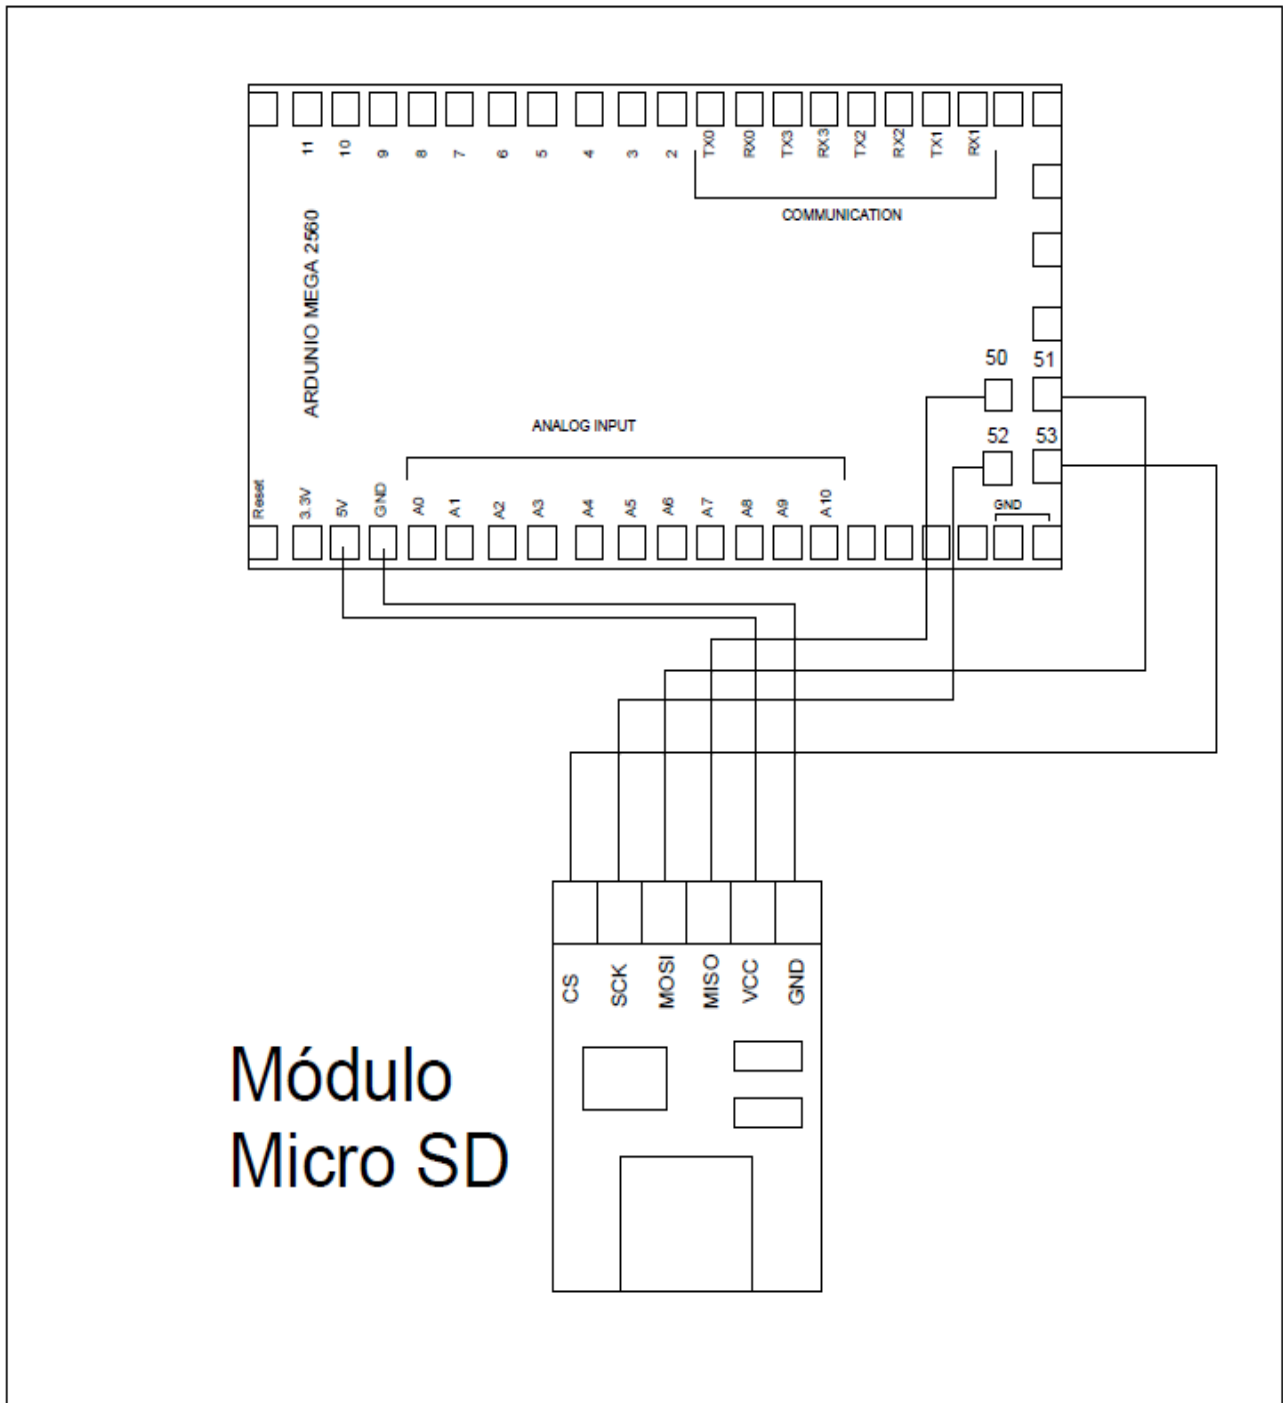 11
10
9
8
7
6
5
4
3
2
TX0
RX0
TX3
RX3
TX2
RX2
TX1
RX1
COMMUNICATION
ARDUNIO MEGA 2560
50
51
52
53
ANALOG INPUT
Reset
3.3V
5V
GND
A0
A1
A2
A3
A4
A5
A6
A7
A8
A9
A10
GND
CS
SCK
MOSI
MISO
VCC
GND
Módulo
Micro SD